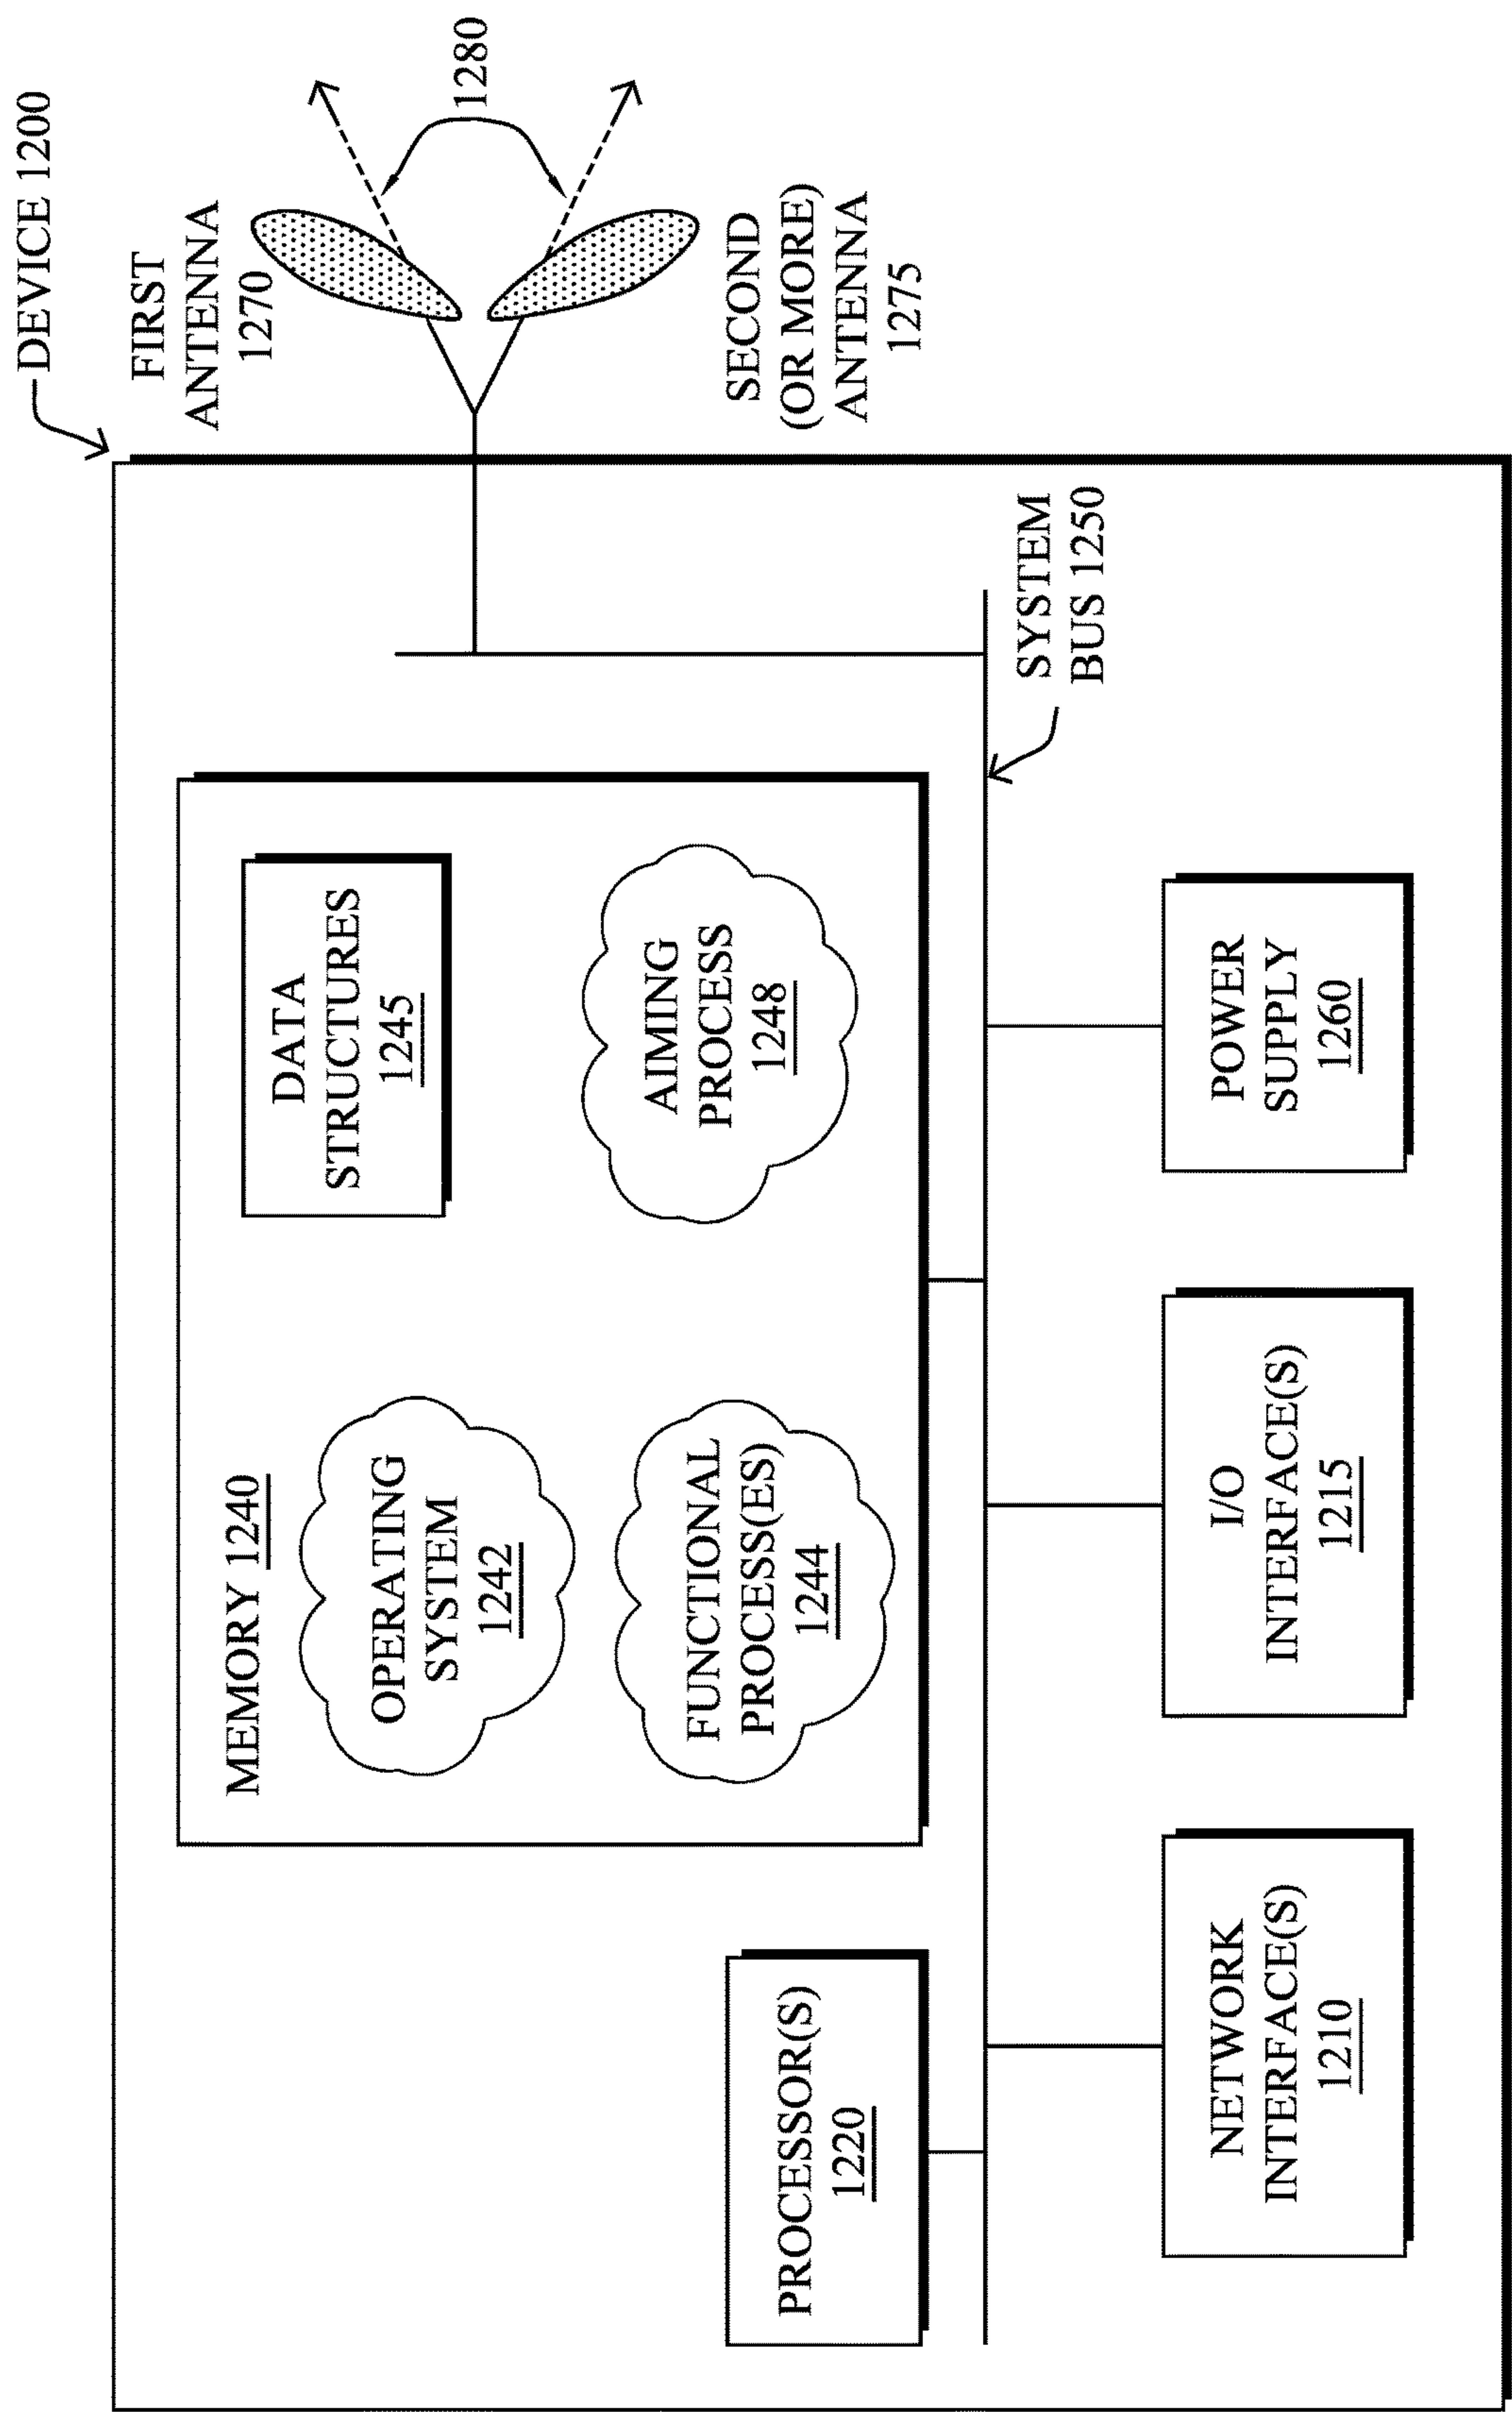 DEVICE 1200
FIRST
ANTENNA
1270
1280
SECOND
(OR MORE)
ANTENNA
1275
MEMORY 1240
OPERATING
SYSTEM
1242
DATA
STRUCTURES
1245
FUNCTIONAL
PROCESS(ES)
1244
AIMING
PROCESS
1248
PROCESSOR(S)
1220
SYSTEM
BUS 1250
NETWORK
INTERFACE(S)
1210
I/O
INTERFACE(S)
1215
POWER
SUPPLY
1260